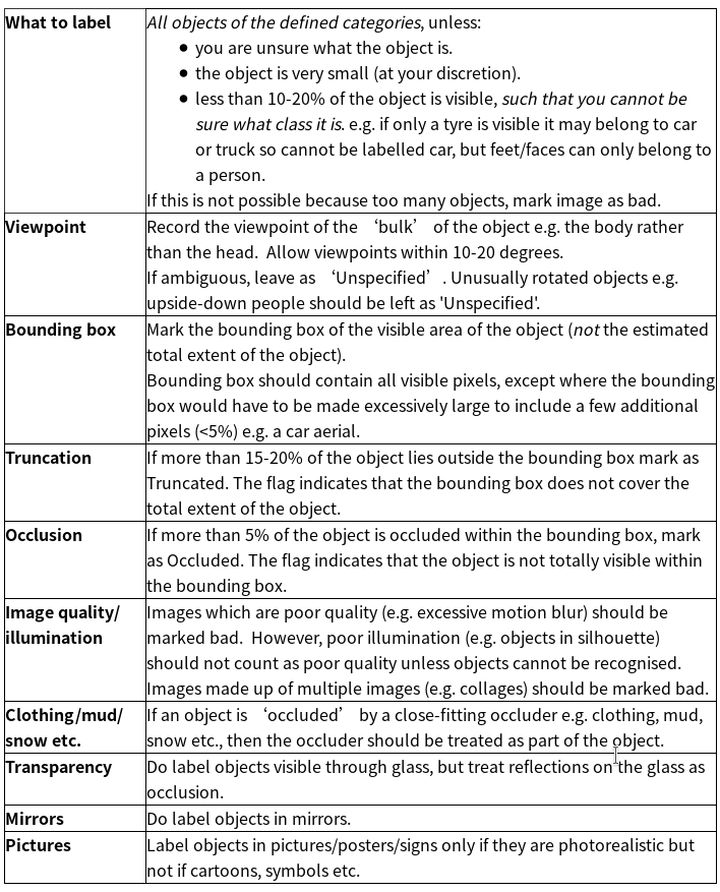 What to label
All objects of the defined categories, unless:
● you are unsure what the object is.
● the object is very small (at your discretion).
● less than 10-20% of the object is visible, such that you cannot be
sure what class it is. e.g. if only a tyre is visible it may belong to car
or truck so cannot be labelled car, but feet/faces can only belong to
a person.
If this is not possible because too many objects, mark image as bad.
Viewpoint
Record the viewpoint of the ‘bulk’ of the object e.g. the body rather
than the head. Allow viewpoints within 10-20 degrees.
If ambiguous, leave as ‘Unspecified’. Unusually rotated objects e.g.
upside-down people should be left as 'Unspecified'.
Bounding box
Mark the bounding box of the visible area of the object (not the estimated
total extent of the object).
Bounding box should contain all visible pixels, except where the bounding
box would have to be made excessively large to include a few additional
pixels (<5%) e.g. a car aerial.
Truncation
If more than 15-20% of the object lies outside the bounding box mark as
Truncated. The flag indicates that the bounding box does not cover the
total extent of the object.
Occlusion
If more than 5% of the object is occluded within the bounding box, mark
as Occluded. The flag indicates that the object is not totally visible within
the bounding box.
Image quality/
illumination
Images which are poor quality (e.g. excessive motion blur) should be
marked bad. However, poor illumination (e.g. objects in silhouette)
should not count as poor quality unless objects cannot be recognised.
Images made up of multiple images (e.g. collages) should be marked bad.
Clothing/mud/
snow etc.
If an object is ‘occluded’ by a close-fitting occluder e.g. clothing, mud,
snow etc., then the occluder should be treated as part of the object.
Transparency
Do label objects visible through glass, but treat reflections on the glass as
occlusion.
Mirrors
Do label objects in mirrors.
Pictures
Label objects in pictures/posters/signs only if they are photorealistic but
not if cartoons, symbols etc.